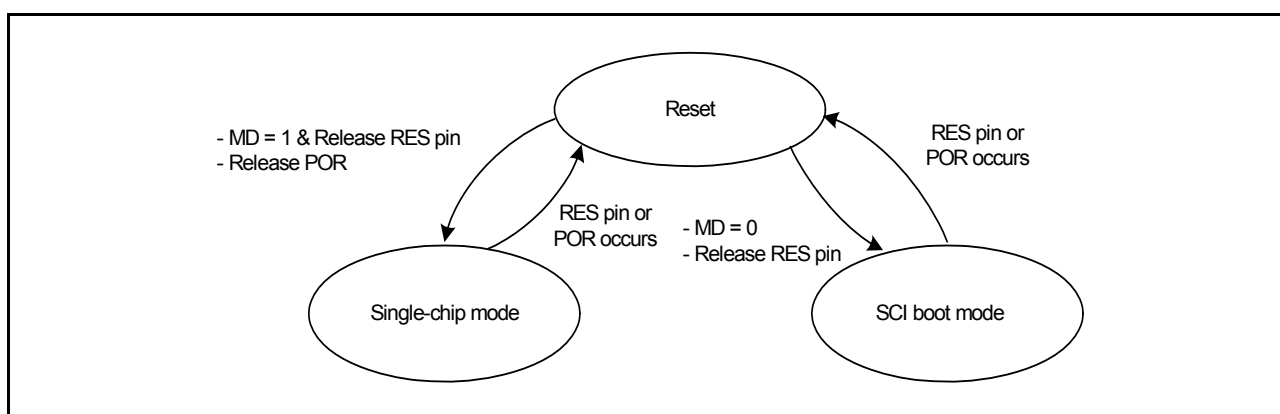 Reset
- MD = 1 & Release RES pin
- Release POR
RES pin or
POR occurs
RES pin or
POR occurs
- MD = 0
- Release RES pin
Single-chip mode
SCI boot mode